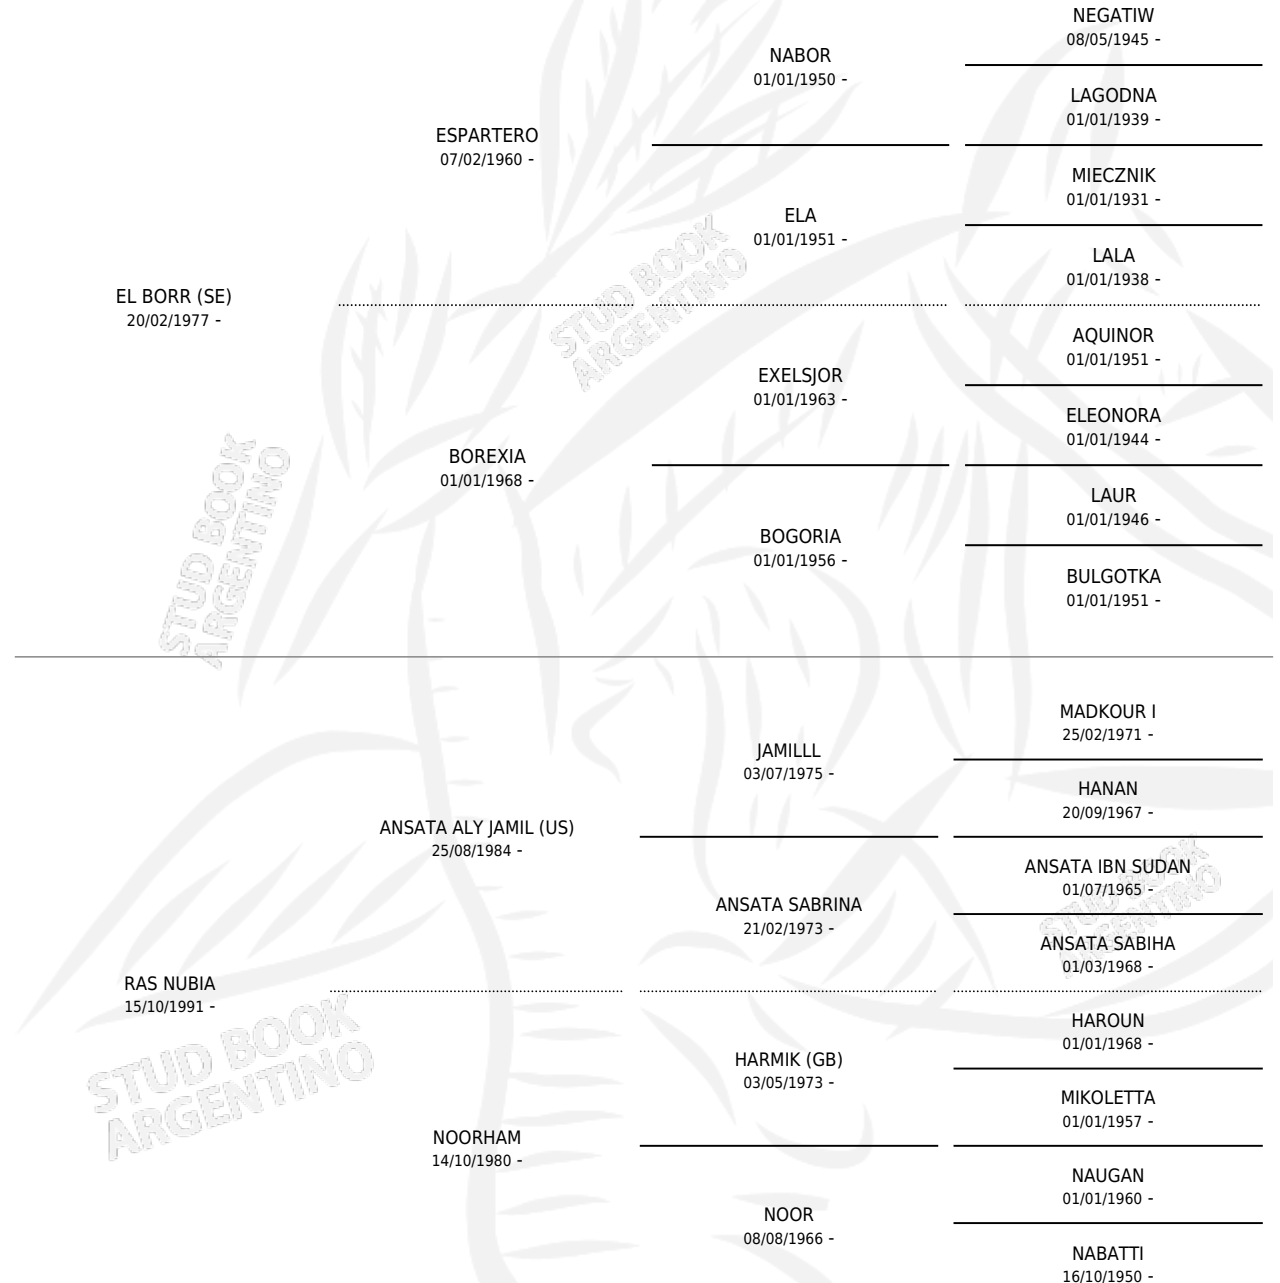 NEGATIW
08/05/1945 -
NABOR
01/01/1950 -
LAGODNA
01/01/1939 -
ESPARTERO
07/02/1960 -
MIECZNIK
01/01/1931 -
ELA
01/01/1951 -
LALA
01/01/1938 -
EL BORR (SE)
20/02/1977 -
AQUINOR
01/01/1951 -
EXELSJOR
01/01/1963 -
ELEONORA
01/01/1944 -
BOREXIA
01/01/1968 -
LAUR
01/01/1946 -
BOGORIA
01/01/1956 -
BULGOTKA
01/01/1951 -
STUD BOOK
ARGENTINO
STUD BOOK
ARGENTINO
MADKOUR I
25/02/1971 -
JAMILLL
03/07/1975 -
HANAN
20/09/1967 -
ANSATA ALY JAMIL (US)
25/08/1984 -
ANSATA IBN SUDAN
01/07/1965 -
ANSATA SABRINA
21/02/1973 -
ANSATA SABIHA
01/03/1968 -
RAS NUBIA
15/10/1991 -
HAROUN
01/01/1968 -
HARMIK (GB)
03/05/1973 -
MIKOLETTA
01/01/1957 -
NOORHAM
14/10/1980 -
NAUGAN
01/01/1960 -
NOOR
08/08/1966 -
NABATTI
16/10/1950 -
STUD BOOK
ARGENTINO
STUD BOOK
ARGENTINO